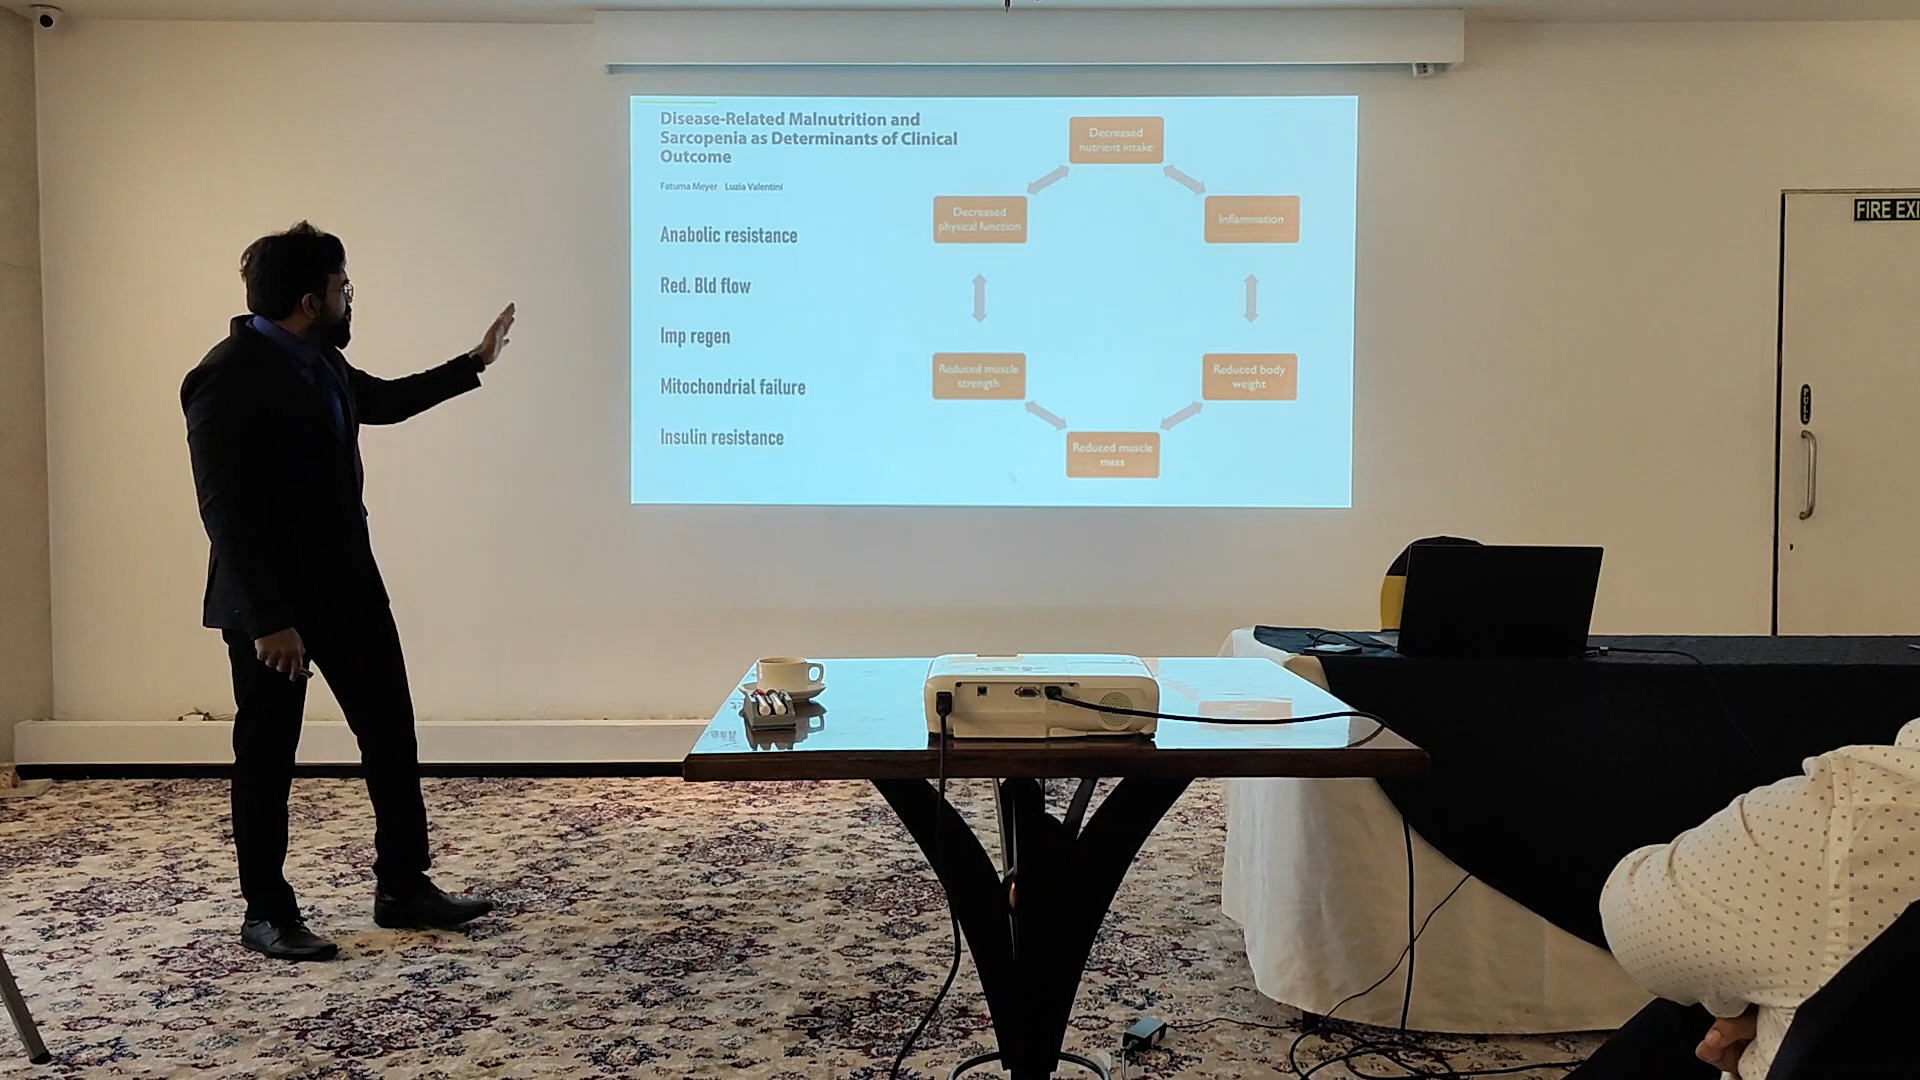 Disease-Related Malnutrition and
Sarcopenia as Determinants of Clinical
Outcome
Fatuma Meyer Luzia Valentini
Anabolic resistance
Red. Bld flow
Imp regen
Mitochondrial failure
Insulin resistance
Decreased
nutrient intake
Inflammation
Reduced body
weight
Reduced muscle
mass
Reduced muscle
strength
Decreased
physical function
FIRE EXI
PULL